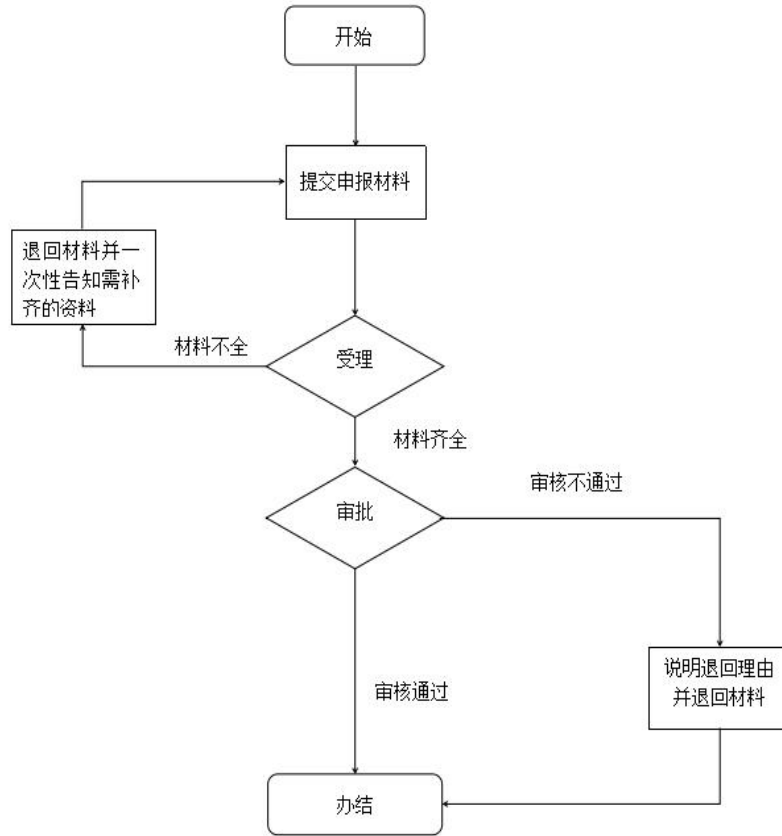 开始
提交申报材料
退回材料并一
次性告知需补
齐的资料
材料不全
受理
材料齐全
审核不通过
审批
说明退回理由
并退回材料
审核通过
办结